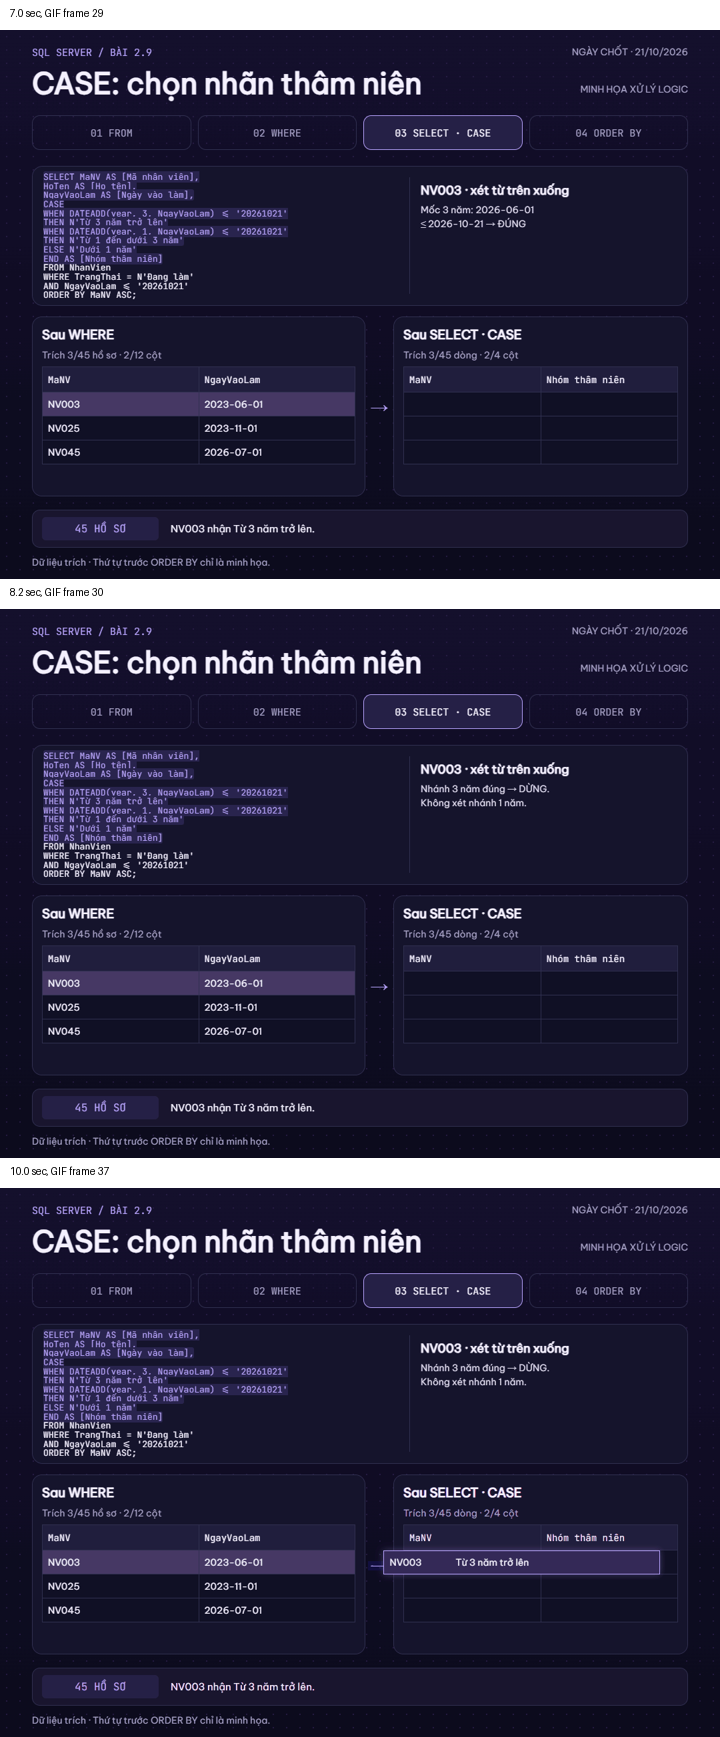 7.0 sec, GIF frame 29
SQL SERVER / BÀI 2.9
NGÀY CHỐT · 21/10/2026
CASE: chọn nhãn thâm niên
MINH HỌA XỬ LÝ LOGIC
01 FROM
02 WHERE
03 SELECT · CASE
04 ORDER BY
SELECT MaNV AS [Mã nhân viên],
HoTen AS [Họ tên],
NgayVaoLam AS [Ngày vào làm],
CASE
WHEN DATEADD(year, 3, NgayVaoLam) <= '20261021'
THEN N'Từ 3 năm trở lên'
WHEN DATEADD(year, 1, NgayVaoLam) <= '20261021'
THEN N'Từ 1 đến dưới 3 năm'
ELSE N'Dưới 1 năm'
END AS [Nhóm thâm niên]
FROM NhanVien
WHERE TrangThai = N'Đang làm'
AND NgayVaoLam <= '20261021'
ORDER BY MaNV ASC;
NV003 · xét từ trên xuống
Mốc 3 năm: 2026-06-01
≤ 2026-10-21 → ĐÚNG
Sau WHERE
Trích 3/45 hồ sơ · 2/12 cột
MaNV NgayVaoLam
NV003 2023-06-01
NV025 2023-11-01
NV045 2026-07-01
→
Sau SELECT · CASE
Trích 3/45 dòng · 2/4 cột
MaNV Nhóm thâm niên
45 HỒ SƠ
NV003 nhận Từ 3 năm trở lên.
Dữ liệu trích · Thứ tự trước ORDER BY chỉ là minh họa.
8.2 sec, GIF frame 30
SQL SERVER / BÀI 2.9
NGÀY CHỐT · 21/10/2026
CASE: chọn nhãn thâm niên
MINH HỌA XỬ LÝ LOGIC
01 FROM
02 WHERE
03 SELECT · CASE
04 ORDER BY
SELECT MaNV AS [Mã nhân viên],
HoTen AS [Họ tên],
NgayVaoLam AS [Ngày vào làm],
CASE
WHEN DATEADD(year, 3, NgayVaoLam) <= '20261021'
THEN N'Từ 3 năm trở lên'
WHEN DATEADD(year, 1, NgayVaoLam) <= '20261021'
THEN N'Từ 1 đến dưới 3 năm'
ELSE N'Dưới 1 năm'
END AS [Nhóm thâm niên]
FROM NhanVien
WHERE TrangThai = N'Đang làm'
AND NgayVaoLam <= '20261021'
ORDER BY MaNV ASC;
NV003 · xét từ trên xuống
Nhánh 3 năm đúng → DỪNG.
Không xét nhánh 1 năm.
Sau WHERE
Trích 3/45 hồ sơ · 2/12 cột
MaNV NgayVaoLam
NV003 2023-06-01
NV025 2023-11-01
NV045 2026-07-01
→
Sau SELECT · CASE
Trích 3/45 dòng · 2/4 cột
MaNV Nhóm thâm niên
45 HỒ SƠ
NV003 nhận Từ 3 năm trở lên.
Dữ liệu trích · Thứ tự trước ORDER BY chỉ là minh họa.
10.0 sec, GIF frame 37
SQL SERVER / BÀI 2.9
NGÀY CHỐT · 21/10/2026
CASE: chọn nhãn thâm niên
MINH HỌA XỬ LÝ LOGIC
01 FROM
02 WHERE
03 SELECT · CASE
04 ORDER BY
SELECT MaNV AS [Mã nhân viên],
HoTen AS [Họ tên],
NgayVaoLam AS [Ngày vào làm],
CASE
WHEN DATEADD(year, 3, NgayVaoLam) <= '20261021'
THEN N'Từ 3 năm trở lên'
WHEN DATEADD(year, 1, NgayVaoLam) <= '20261021'
THEN N'Từ 1 đến dưới 3 năm'
ELSE N'Dưới 1 năm'
END AS [Nhóm thâm niên]
FROM NhanVien
WHERE TrangThai = N'Đang làm'
AND NgayVaoLam <= '20261021'
ORDER BY MaNV ASC;
NV003 · xét từ trên xuống
Nhánh 3 năm đúng → DỪNG.
Không xét nhánh 1 năm.
Sau WHERE
Trích 3/45 hồ sơ · 2/12 cột
MaNV NgayVaoLam
NV003 2023-06-01
NV025 2023-11-01
NV045 2026-07-01
Sau SELECT · CASE
Trích 3/45 dòng · 2/4 cột
MaNV Nhóm thâm niên
NV003 Từ 3 năm trở lên
45 HỒ SƠ
NV003 nhận Từ 3 năm trở lên.
Dữ liệu trích · Thứ tự trước ORDER BY chỉ là minh họa.